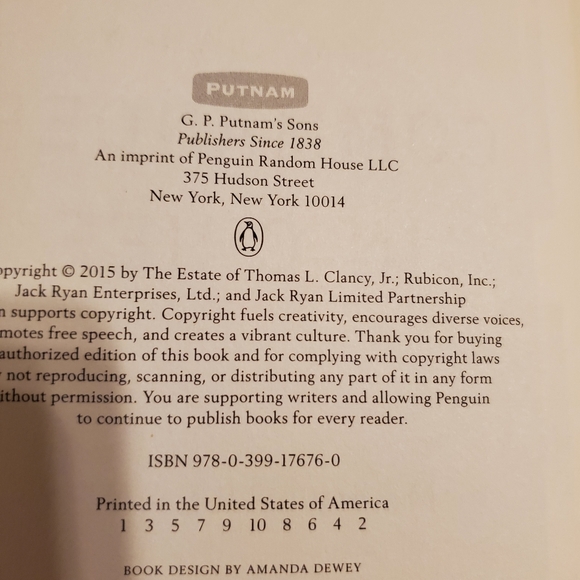 PUTNAM
G. P. Putnam's Sons
Publishers Since 1838
An imprint of Penguin Random House LLC
375 Hudson Street
New York, New York 10014
opyright © 2015 by The Estate of Thomas L. Clancy, Jr.; Rubicon, Inc.;
Jack Ryan Enterprises, Ltd.; and Jack Ryan Limited Partnership
n supports copyright. Copyright fuels creativity, encourages diverse voices,
motes free speech, and creates a vibrant culture. Thank you for buying
authorized edition of this book and for complying with copyright laws
not reproducing, scanning, or distributing any part of it in any form
ithout permission. You are supporting writers and allowing Penguin
to continue to publish books for every reader.
ISBN 978-0-399-17676-0
Printed in the United States of America
1 3 5 7 9 10 8 6 4 2
BOOK DESIGN BY AMANDA DEWEY